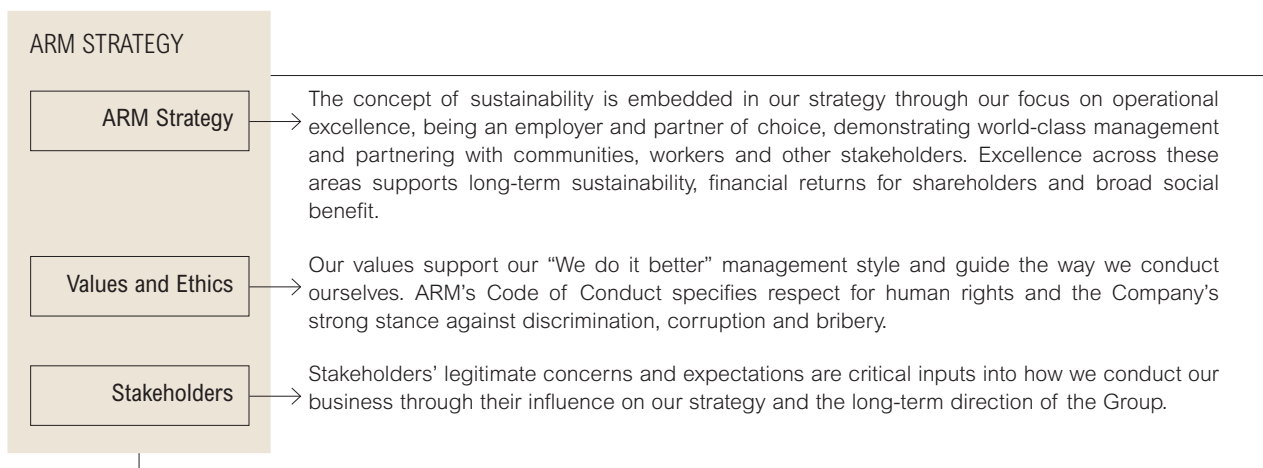 ARM STRATEGY
ARM Strategy
The concept of sustainability is embedded in our strategy through our focus on operational
excellence, being an employer and partner of choice, demonstrating world-class management
and partnering with communities, workers and other stakeholders. Excellence across these
areas supports long-term sustainability, financial returns for shareholders and broad social
benefit.
Values and Ethics
Our values support our “We do it better” management style and guide the way we conduct
ourselves. ARM’s Code of Conduct specifies respect for human rights and the Company’s
strong stance against discrimination, corruption and bribery.
Stakeholders
Stakeholders’ legitimate concerns and expectations are critical inputs into how we conduct our
business through their influence on our strategy and the long-term direction of the Group.